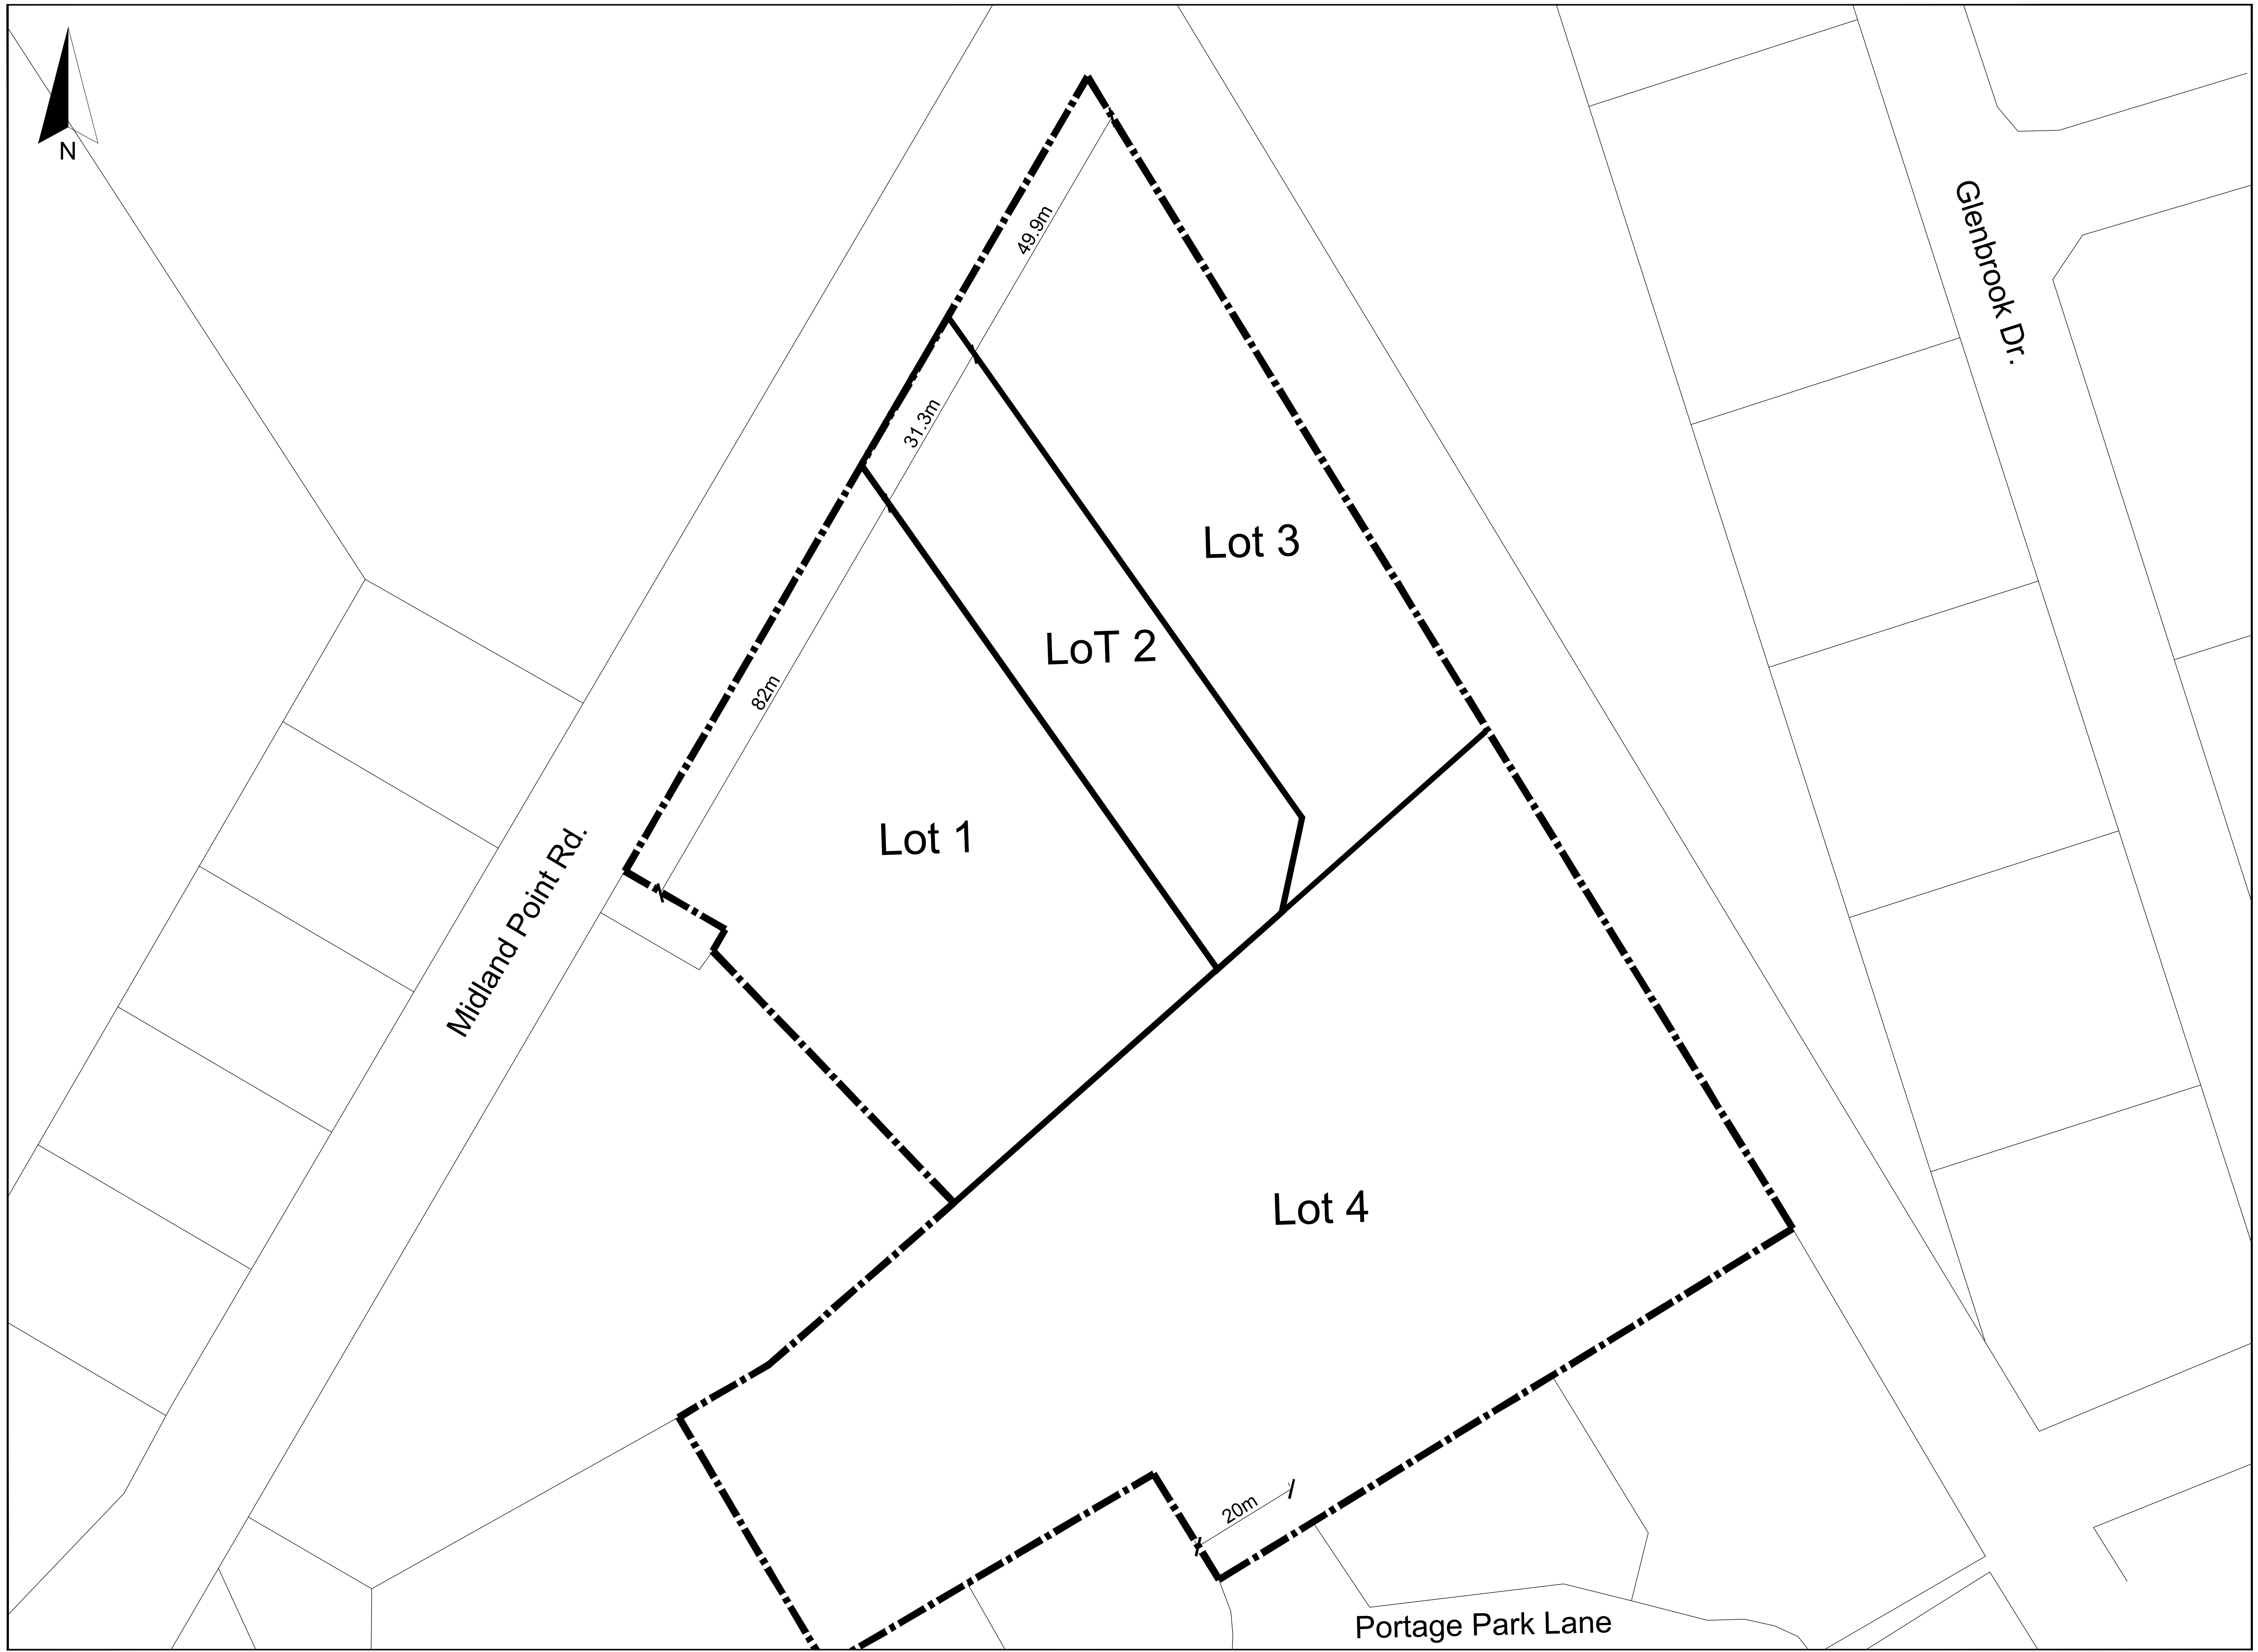 N
49.9m
Glenbrook Dr.
31.3m
Lot 3
LoT 2
82m
Lot 1
Midland Point Rd.
Lot 4
20m
Portage Park Lane